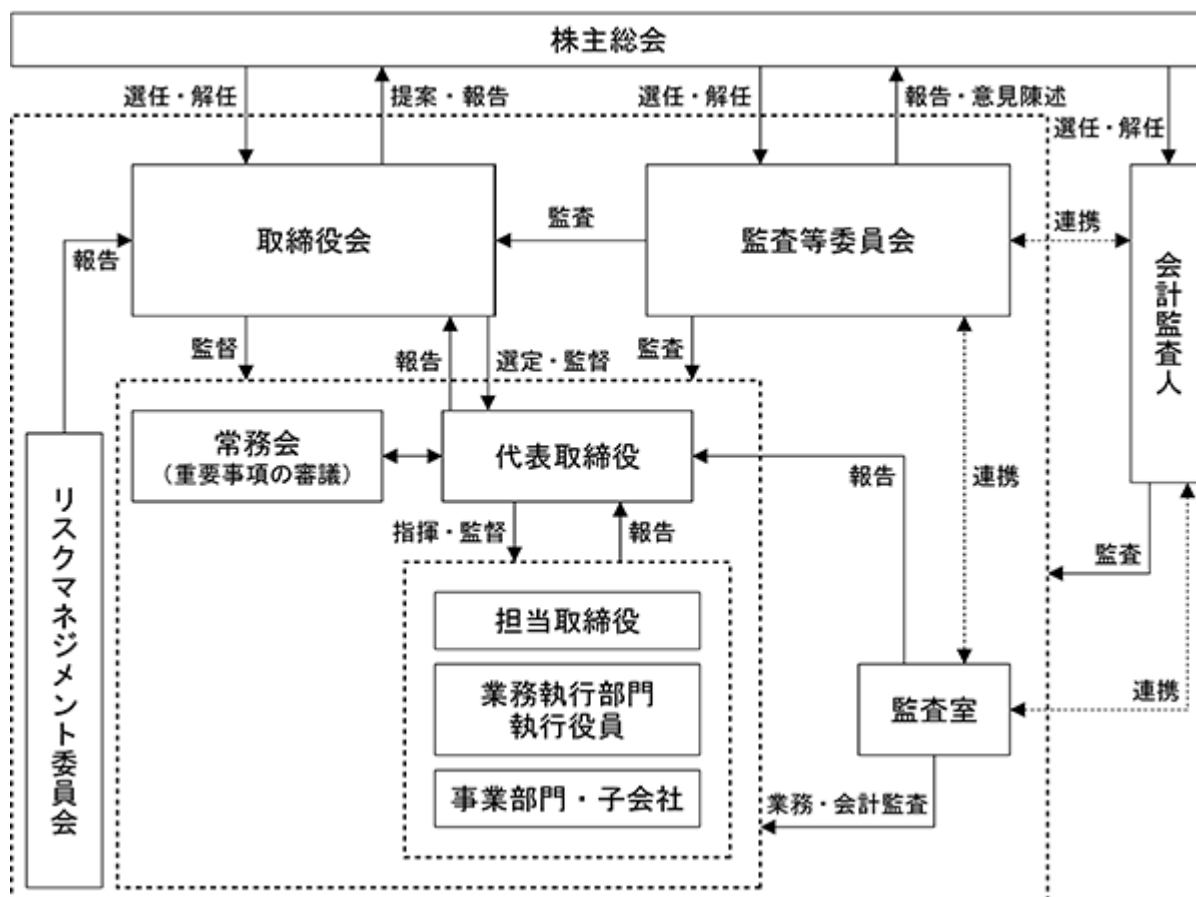 株主総会
選任・解任
提案・報告
選任・解任
報告・意見陳述
選任・解任
取締役会
監査
監査等委員会
連携
会計監査人
報告
監督
報告
選定・監督
監査
常務会
（重要事項の審議）
代表取締役
報告
連携
監査
指揮・監督
報告
リスクマネジメント委員会
担当取締役
業務執行部門
執行役員
監査室
連携
事業部門・子会社
業務・会計監査